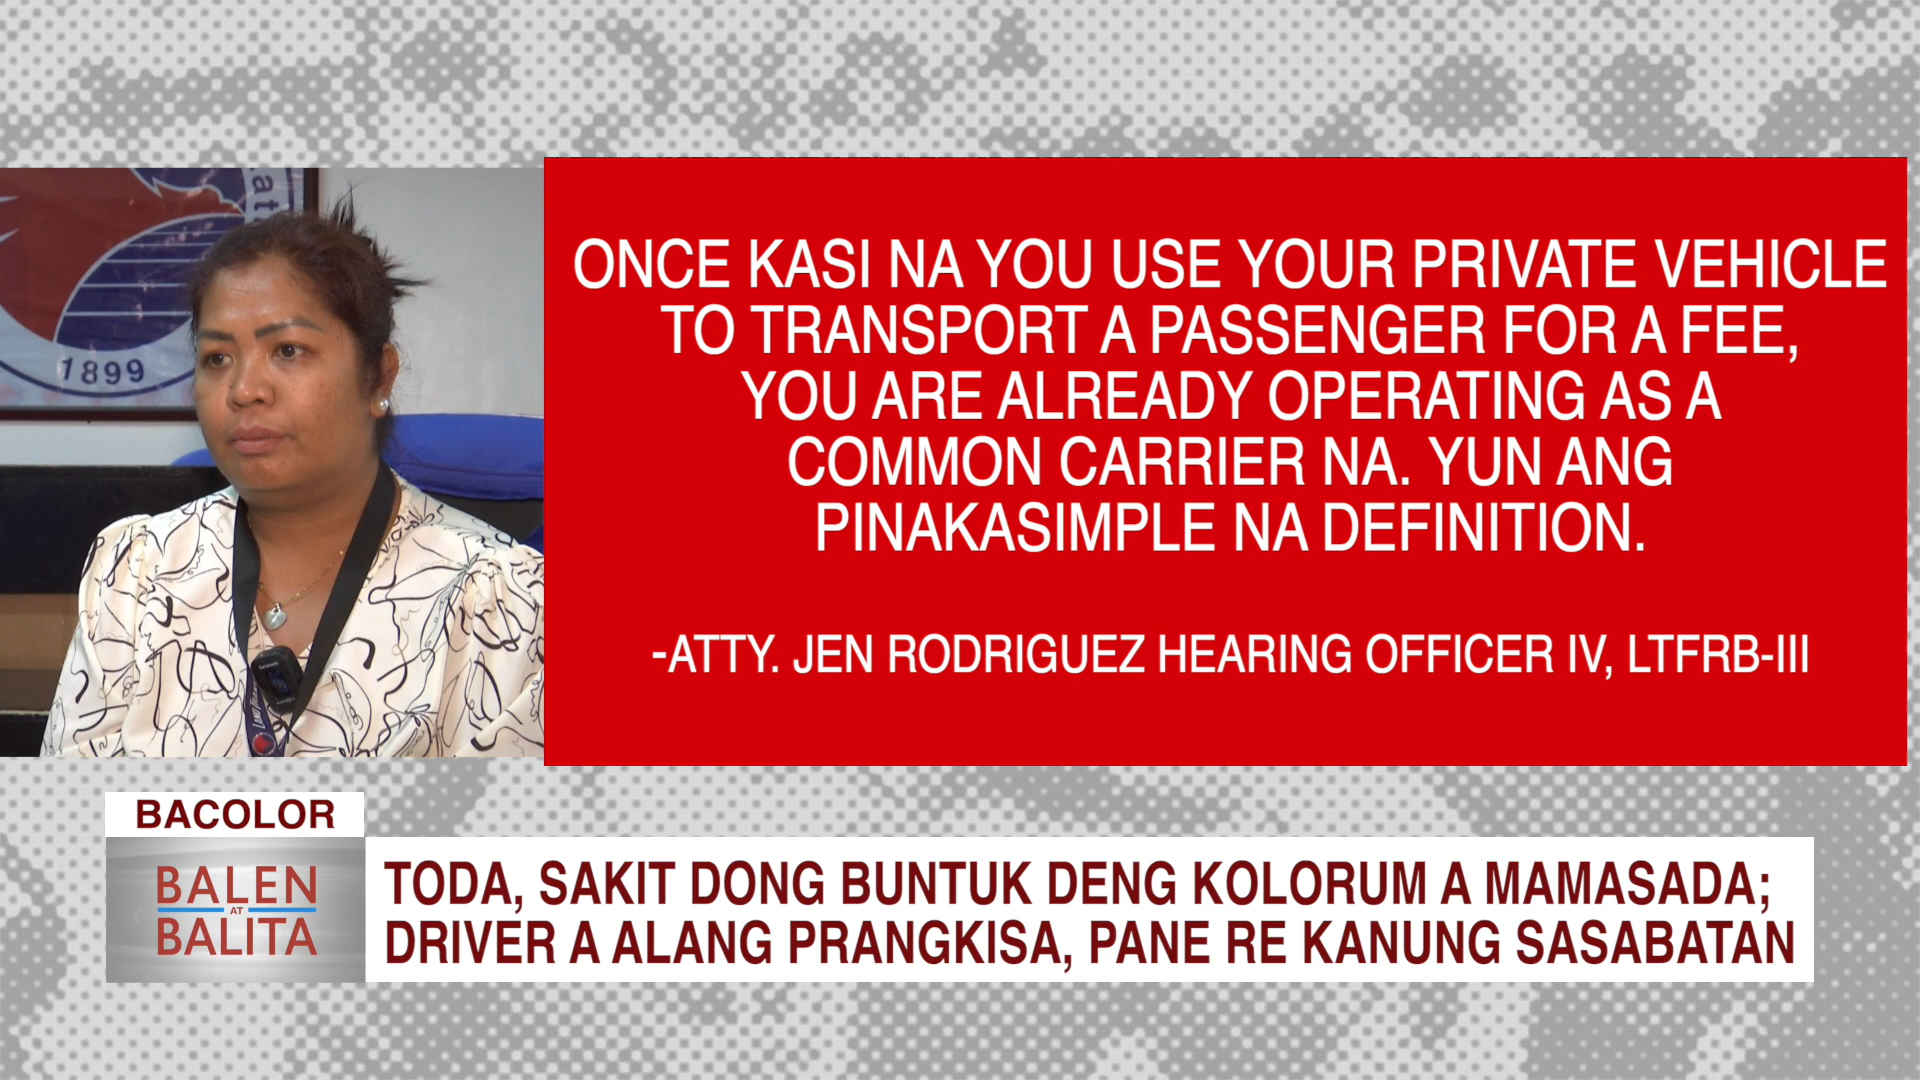 1899
ONCE KASI NA YOU USE YOUR PRIVATE VEHICLE
TO TRANSPORT A PASSENGER FOR A FEE,
YOU ARE ALREADY OPERATING AS A
COMMON CARRIER NA. YUN ANG
PINAKASIMPLE NA DEFINITION.
-ATTY. JEN RODRIGUEZ HEARING OFFICER IV, LTFRB-III
BACOLOR
BALEN
AT
BALITA
TODA, SAKIT DONG BUNTUK DENG KOLORUM A MAMASADA;
DRIVER A ALANG PRANGKISA, PANE RE KANUNG SASABATAN